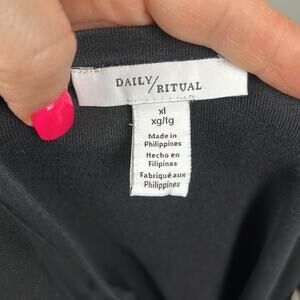 DAILY/
RITUAL
xl
xg/tg
Made in
Philippines
Hecho en
Filipinas
Fabriqué aux
Philippines